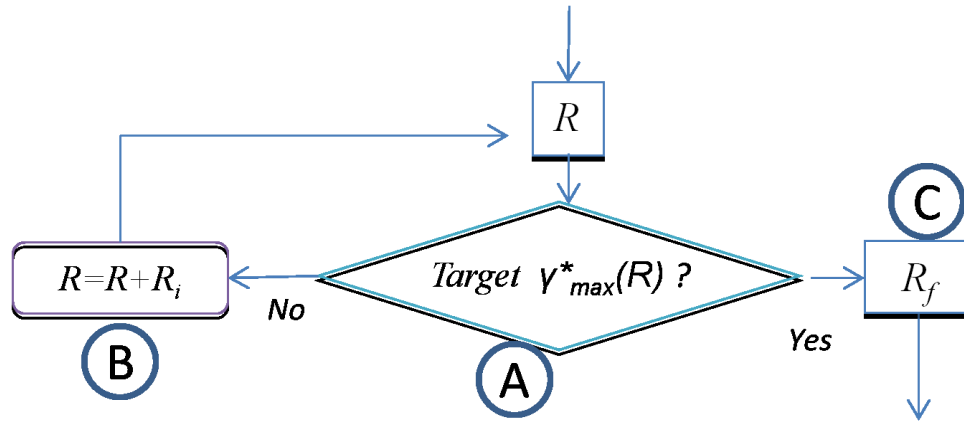 R
C
Target γ*max(R) ?
R=R+Ri
Rf
No
Yes
B
A